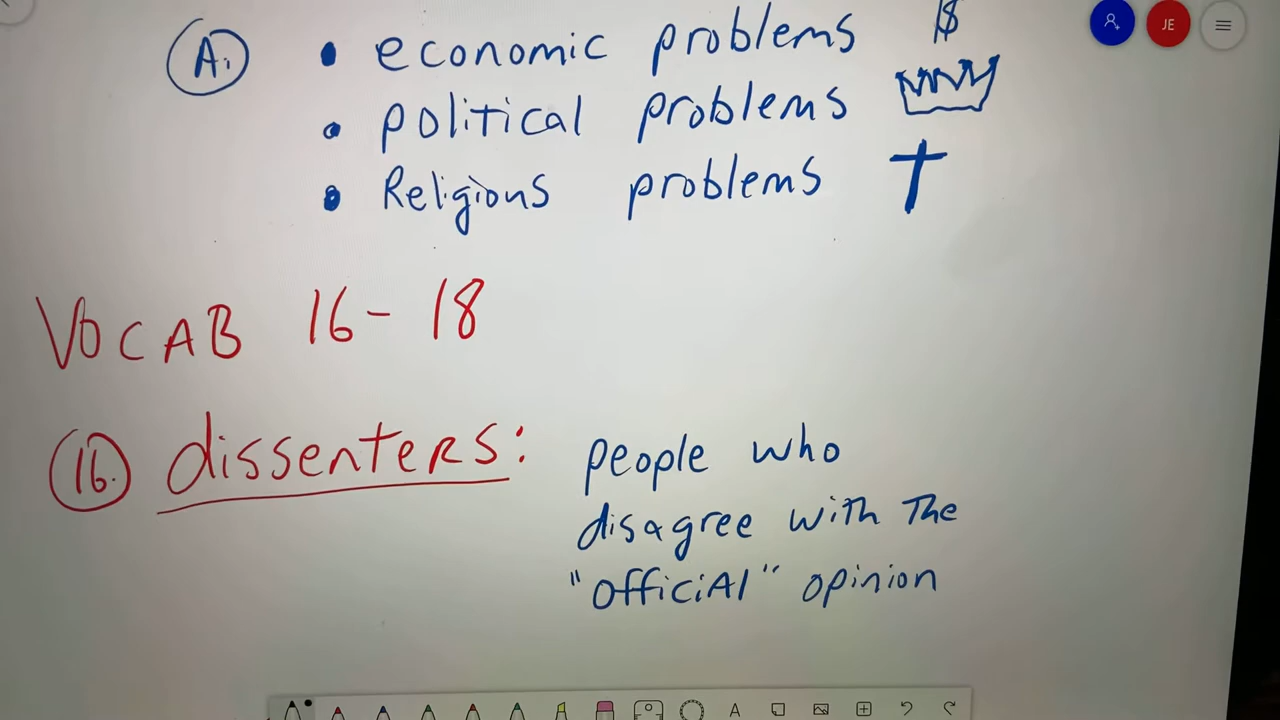 A. • economic problems $
• political problems
• Religious problems
JE
VOCAB 16-18
16. dissenters: people who
disagree with the
"official" opinion
A